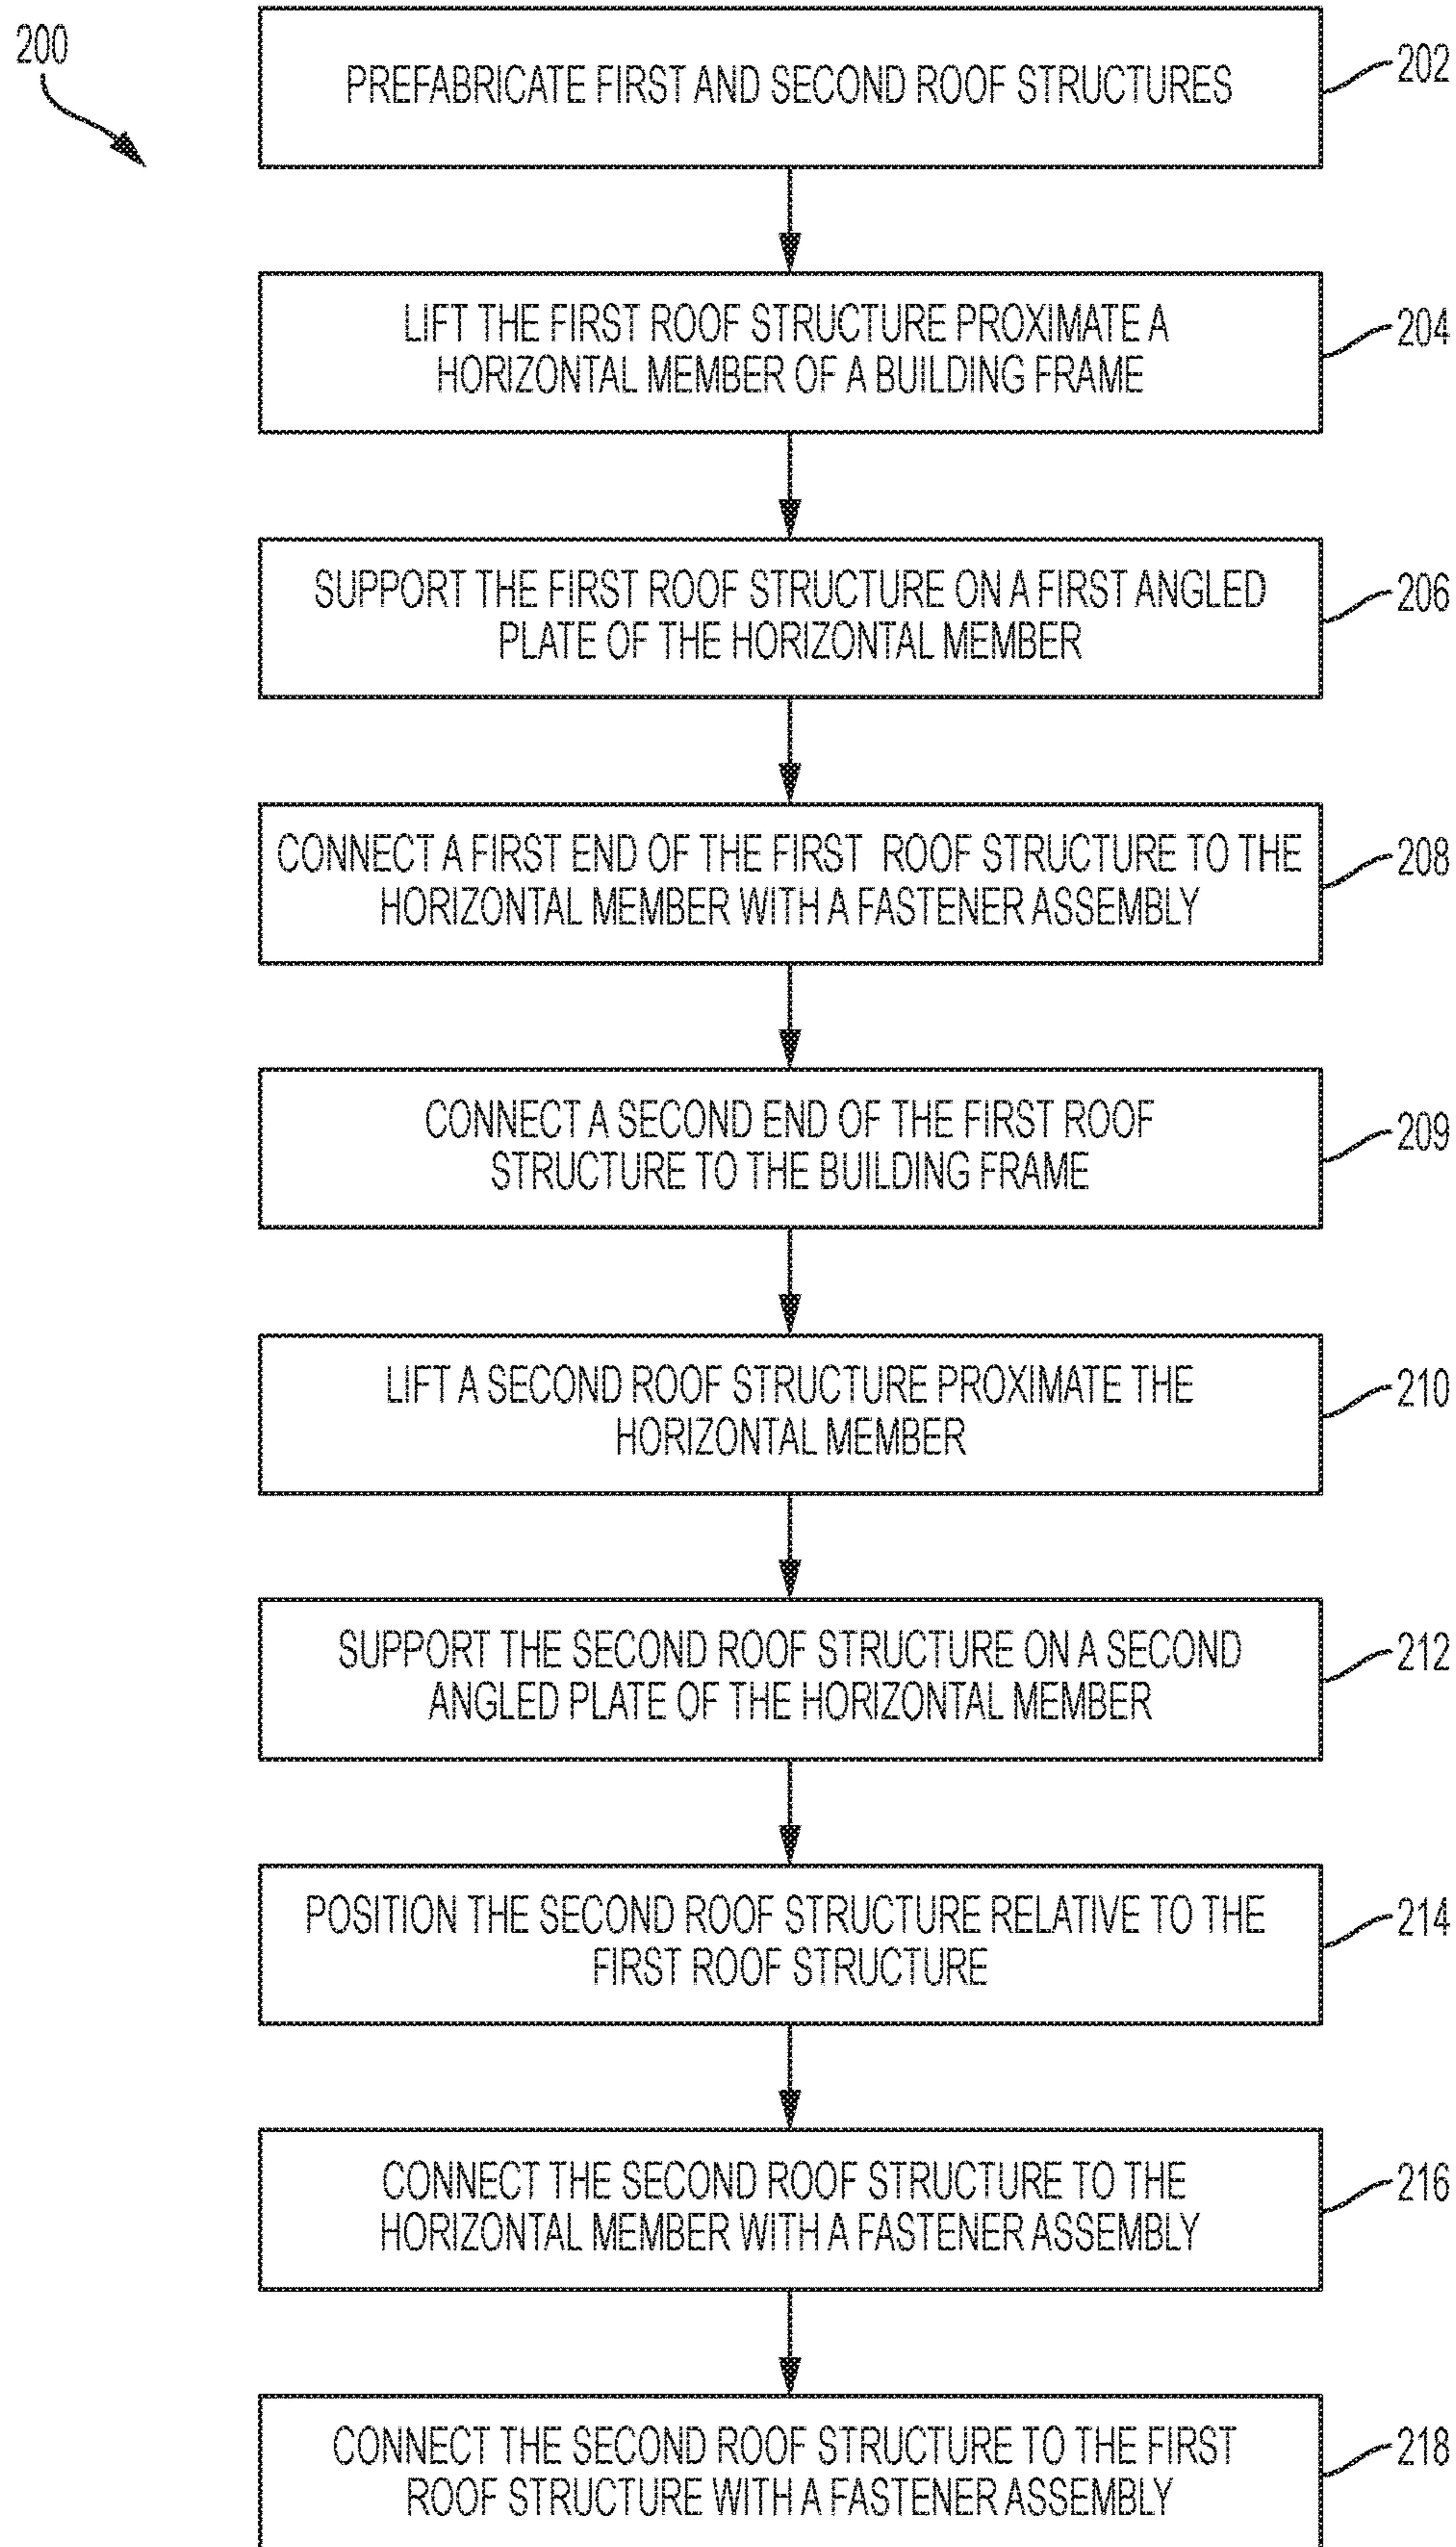 200
PREFABRICATE FIRST AND SECOND ROOF STRUCTURES
202
LIFT THE FIRST ROOF STRUCTURE PROXIMATE A
HORIZONTAL MEMBER OF A BUILDING FRAME
204
SUPPORT THE FIRST ROOF STRUCTURE ON A FIRST ANGLED
PLATE OF THE HORIZONTAL MEMBER
206
CONNECT A FIRST END OF THE FIRST ROOF STRUCTURE TO THE
HORIZONTAL MEMBER WITH A FASTENER ASSEMBLY
208
CONNECT A SECOND END OF THE FIRST ROOF
STRUCTURE TO THE BUILDING FRAME
209
LIFT A SECOND ROOF STRUCTURE PROXIMATE THE
HORIZONTAL MEMBER
210
SUPPORT THE SECOND ROOF STRUCTURE ON A SECOND
ANGLED PLATE OF THE HORIZONTAL MEMBER
212
POSITION THE SECOND ROOF STRUCTURE RELATIVE TO THE
FIRST ROOF STRUCTURE
214
CONNECT THE SECOND ROOF STRUCTURE TO THE
HORIZONTAL MEMBER WITH A FASTENER ASSEMBLY
216
CONNECT THE SECOND ROOF STRUCTURE TO THE FIRST
ROOF STRUCTURE WITH A FASTENER ASSEMBLY
218